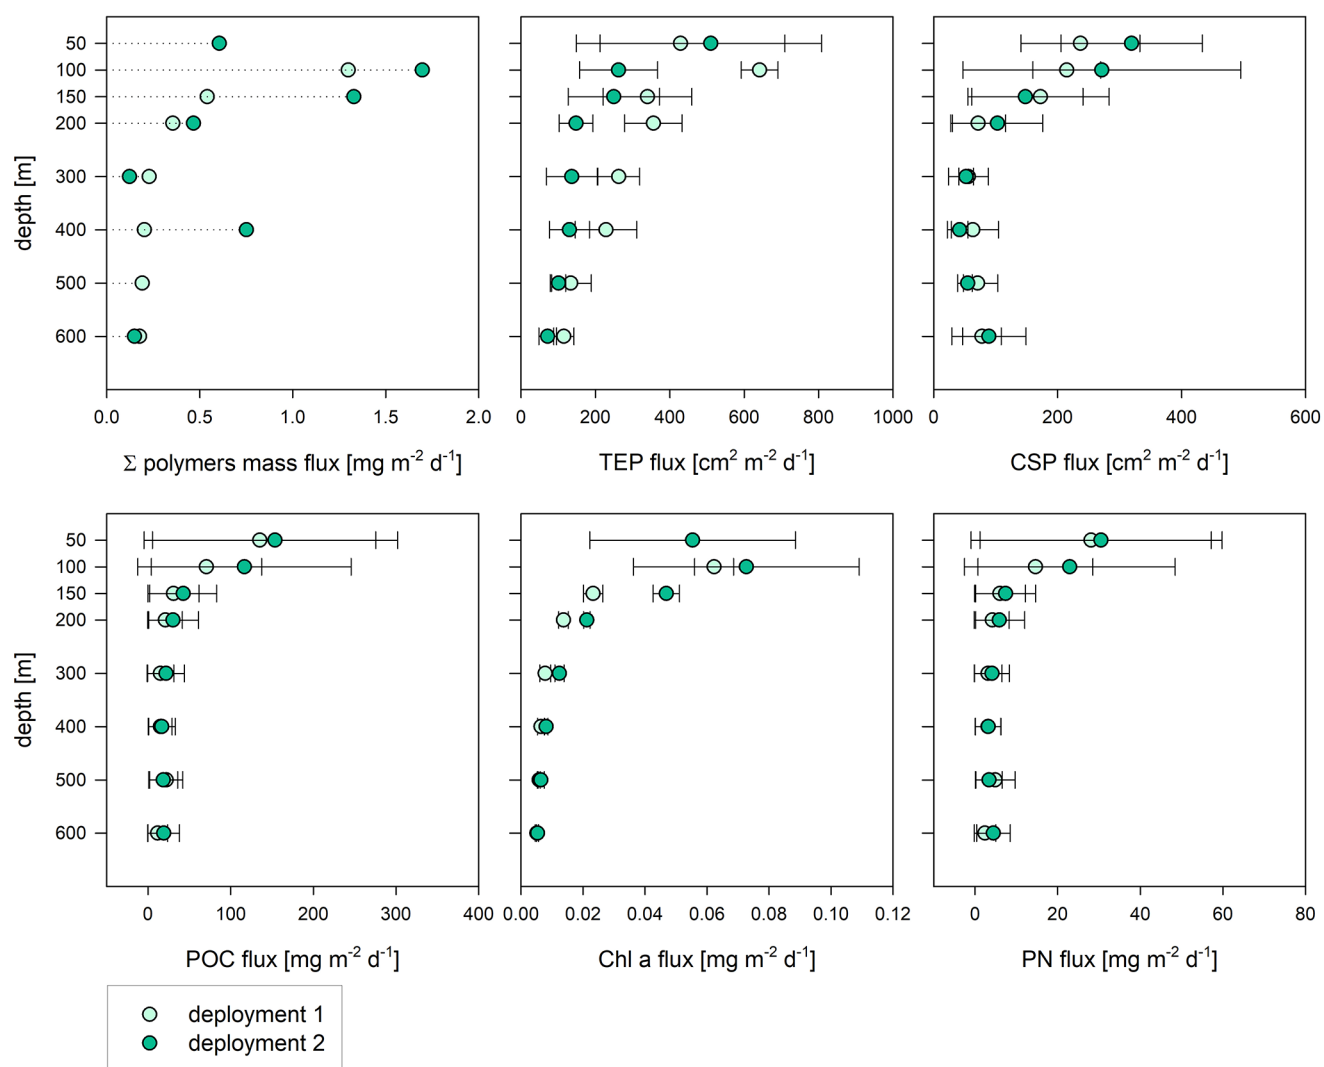 depth [m]
50
100
150
200
300
400
500
600
0.0 0.5 1.0 1.5 2.0
Σ polymers mass flux [mg m-2 d-1]
0 200 400 600 800 1000
TEP flux [cm2 m-2 d-1]
0 200 400 600
CSP flux [cm2 m-2 d-1]
depth [m]
50
100
150
200
300
400
500
600
0 100 200 300 400
POC flux [mg m-2 d-1]
0.00 0.02 0.04 0.06 0.08 0.10 0.12
Chl a flux [mg m-2 d-1]
0 20 40 60 80
PN flux [mg m-2 d-1]
deployment 1
deployment 2